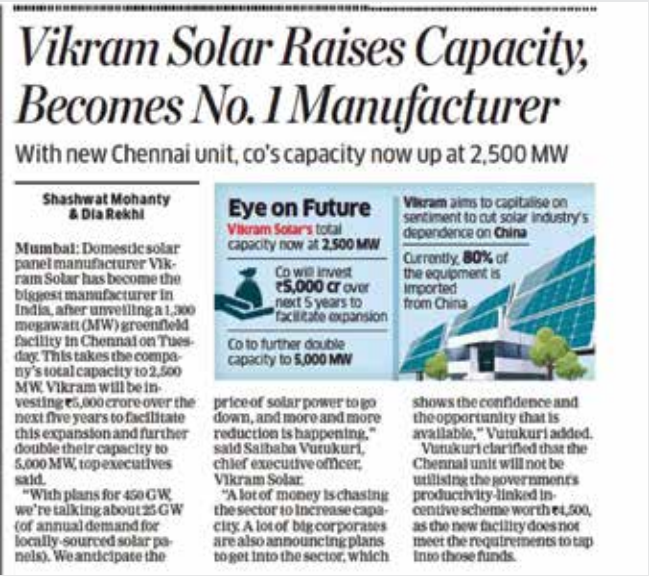 Vikram Solar Raises Capacity,
Becomes No. 1 Manufacturer
With new Chennai unit, co's capacity now up at 2,500 MW
Shashwat Mohanty
& Dia Rekhi
Mumbai: Domestic solar
panel manufacturer Vik-
ram Solar has become the
biggest manufacturer in
India, after unveiling a 1,300
megawatt (MW) greenfield
facility in Chennai on Tues-
day. This takes the compa-
ny's total capacity to 2,500
MW. Vikram will be in-
vesting ₹5,000 crore over the
next five years to facilitate
this expansion and further
double their capacity to
5,000 MW, top executives
said.
"With plans for 450 GW,
we're talking about 25 GW
(of annual demand for
locally-sourced solar pa-
nels). We anticipate the
Eye on Future
Vikram Solar's total
capacity now at 2,500 MW
Co will invest
₹5,000 cr over
next 5 years to
facilitate expansion
Co to further double
capacity to 5,000 MW
Vikram aims to capitalise on
sentiment to cut solar industry's
dependence on China
Currently, 80% of
the equipment is
imported
from China
price of solar power to go
down, and more and more
reduction is happening,"
said Saibaba Vutukuri,
chief executive officer,
Vikram Solar.
"A lot of money is chasing
the sector to increase capa-
city. A lot of big corporates
are also announcing plans
to get into the sector, which
shows the confidence and
the opportunity that is
available," Vutukuri added.
Vutukuri clarified that the
Chennai unit will not be
utilising the government's
productivity-linked in-
centive scheme worth ₹4,500,
as the new facility does not
meet the requirements to tap
into those funds.